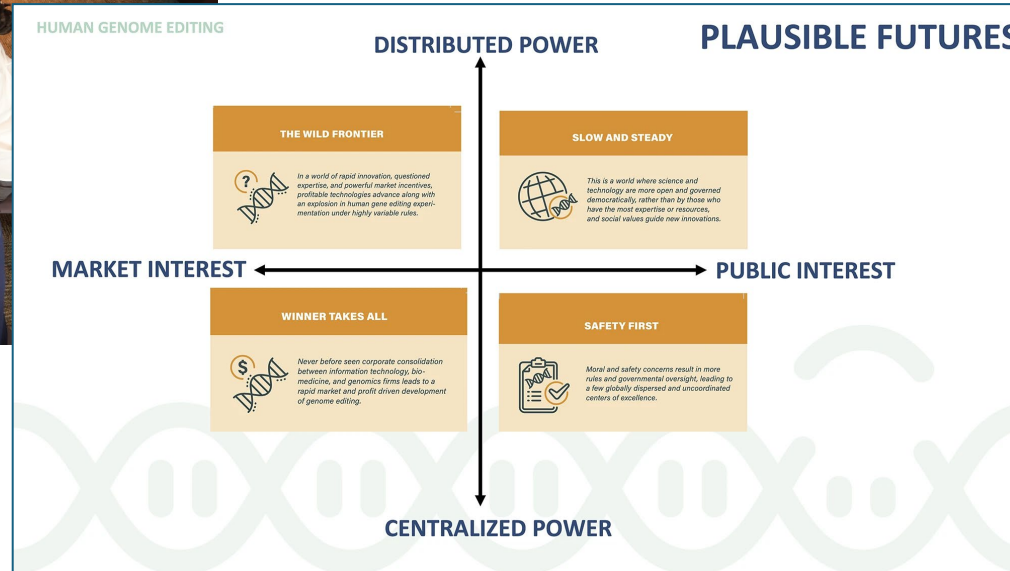 HUMAN GENOME EDITING
PLAUSIBLE FUTURES
DISTRIBUTED POWER
THE WILD FRONTIER
?
In a world of rapid innovation, questioned
expertise, and powerful market incentives,
profitable technologies advance along with
an explosion in human gene editing experi-
mentation under highly variable rules.
SLOW AND STEADY
This is a world where science and
technology are more open and governed
democratically, rather than by those who
have the most expertise or resources,
and social values guide new innovations.
MARKET INTEREST
PUBLIC INTEREST
WINNER TAKES ALL
$
Never before seen corporate consolidation
between information technology, bio-
medicine, and genomics firms leads to a
rapid market and profit driven development
of genome editing.
SAFETY FIRST
Moral and safety concerns result in more
rules and governmental oversight, leading to
a few globally dispersed and uncoordinated
centers of excellence.
CENTRALIZED POWER